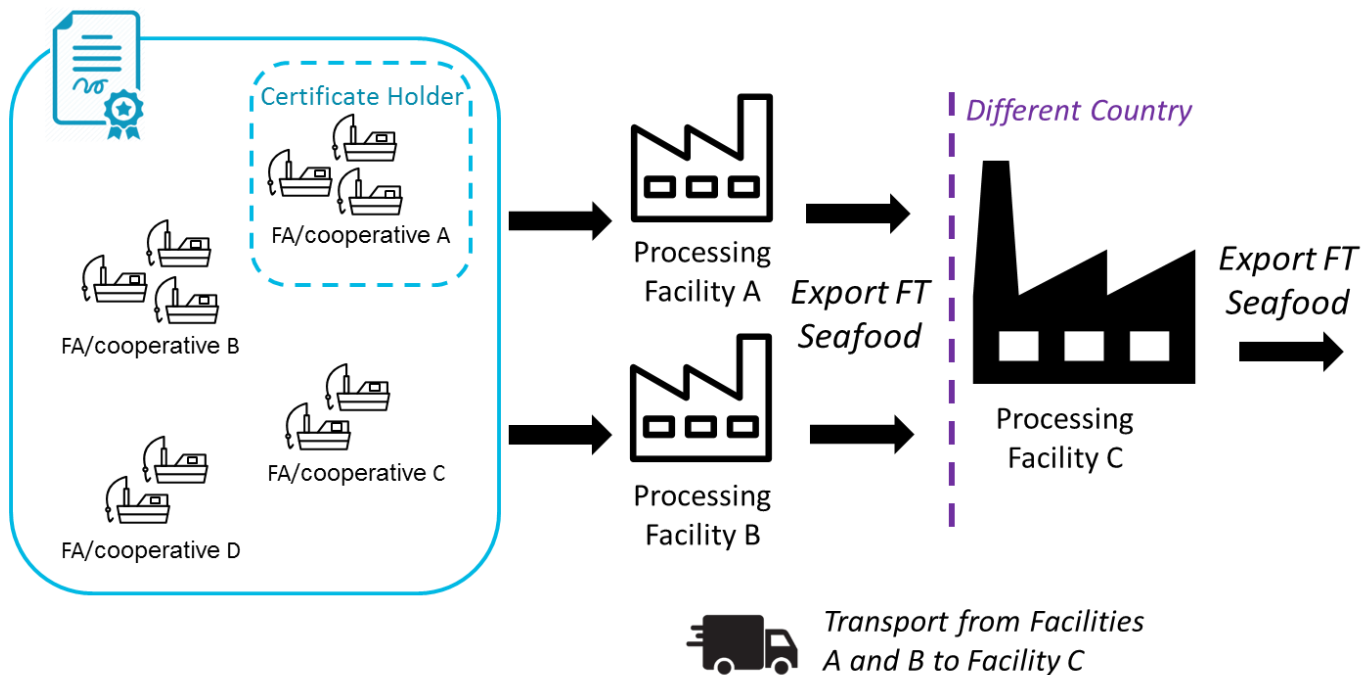 Certificate Holder
FA/cooperative A
FA/cooperative B
FA/cooperative C
FA/cooperative D
Processing
Facility A
Processing
Facility B
Export FT
Seafood
Different Country
Processing
Facility C
Export FT
Seafood
Transport from Facilities
A and B to Facility C